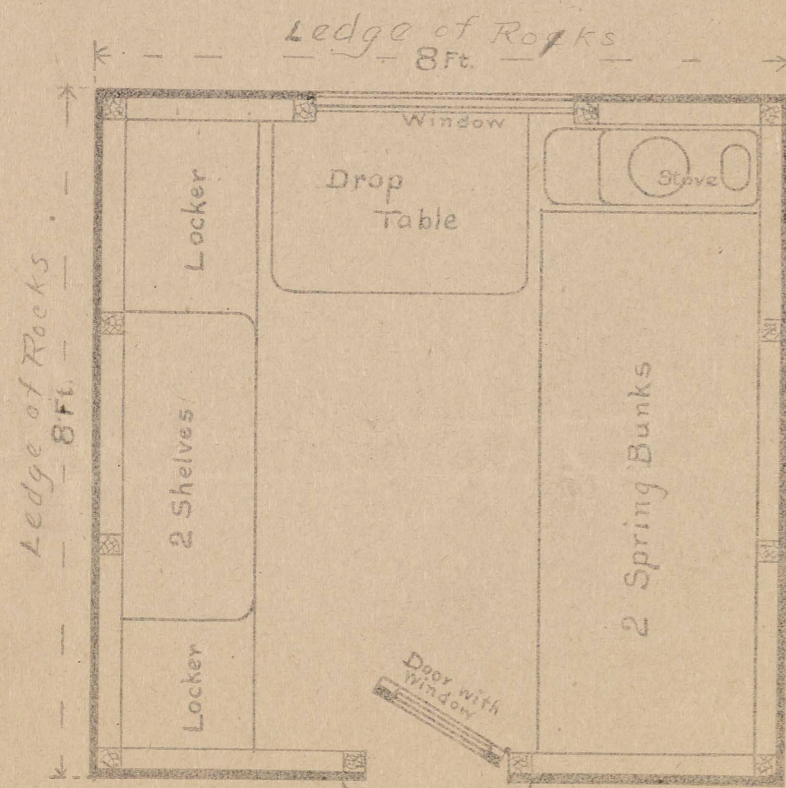 Ledge of Rocks
8 Ft.
Window
Stove
Drop
Table
Locker
Ledge of Rocks
8 Ft.
2 Shelves
2 Spring Bunks
Locker
Door with
Window